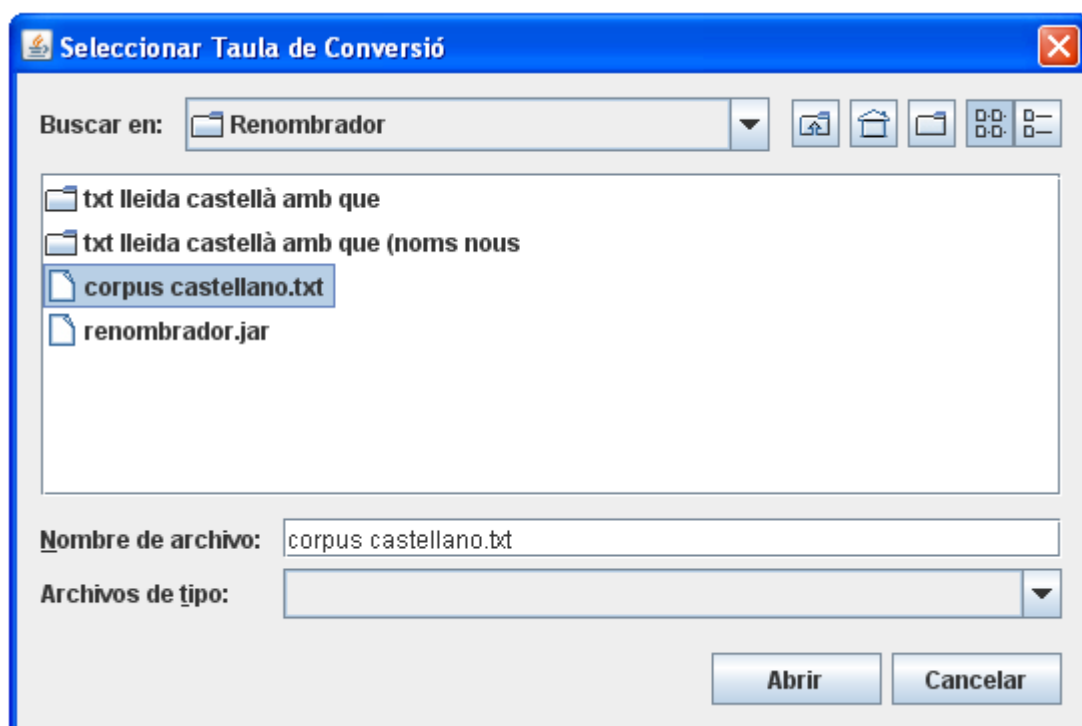 Seleccionar Taula de Conversió
Buscar en: Renombrador
txt lleida castellà amb que
txt lleida castellà amb que (noms nous
corpus castellano.txt
renombrador.jar
Nombre de archivo: corpus castellano.txt
Archivos de tipo:
Abrir Cancelar